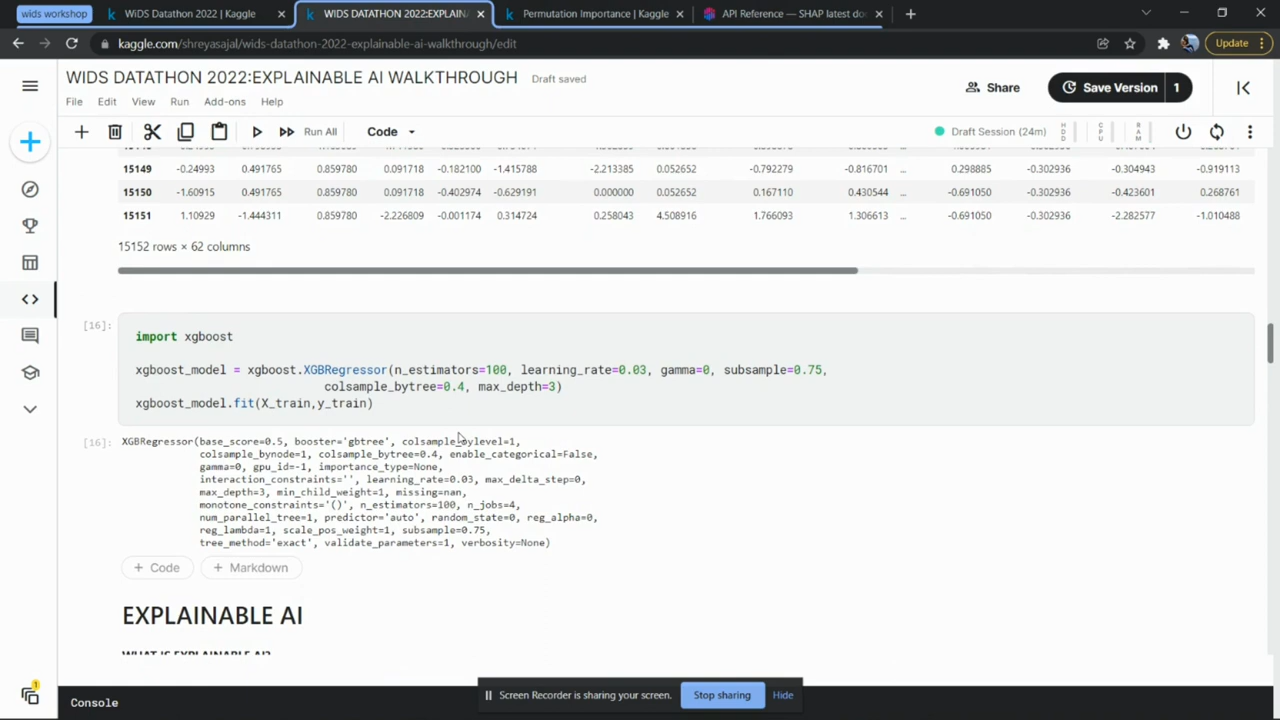 wids workshop
WiDS Datathon 2022 | Kaggle
WIDS DATATHON 2022:EXPLAINA
Permutation Importance | Kaggle
API Reference — SHAP latest do
kaggle.com/shreyasajal/wids-datathon-2022-explainable-ai-walkthrough/edit
Update
WIDS DATATHON 2022:EXPLAINABLE AI WALKTHROUGH Draft saved
Share
Save Version 1
File Edit View Run Add-ons Help
Run All Code
Draft Session (24m)
HDD
CPU
RAM
15149 -0.24993 0.491765 0.859780 0.091718 -0.182100 -1.415788 -2.213385 0.052652 -0.792279 -0.816701 ... 0.298885 -0.302936 -0.304943 -0.919113
15150 -1.60915 0.491765 0.859780 0.091718 -0.402974 -0.629191 0.000000 0.052652 0.167110 0.430544 ... -0.691050 -0.302936 -0.423601 0.268761
15151 1.10929 -1.444311 0.859780 -2.226809 -0.001174 0.314724 0.258043 4.508916 1.766093 1.306613 ... -0.691050 -0.302936 -2.282577 -1.010488
15152 rows × 62 columns
[16]:
import xgboost
xgboost_model = xgboost.XGBRegressor(n_estimators=100, learning_rate=0.03, gamma=0, subsample=0.75,
colsample_bytree=0.4, max_depth=3)
xgboost_model.fit(X_train,y_train)
[16]:
XGBRegressor(base_score=0.5, booster='gbtree', colsample_bylevel=1,
colsample_bynode=1, colsample_bytree=0.4, enable_categorical=False,
gamma=0, gpu_id=-1, importance_type=None,
interaction_constraints='', learning_rate=0.03, max_delta_step=0,
max_depth=3, min_child_weight=1, missing=nan,
monotone_constraints='()', n_estimators=100, n_jobs=4,
num_parallel_tree=1, predictor='auto', random_state=0, reg_alpha=0,
reg_lambda=1, scale_pos_weight=1, subsample=0.75,
tree_method='exact', validate_parameters=1, verbosity=None)
+ Code + Markdown
EXPLAINABLE AI
WHAT IS EXPLAINABLE AI?
Screen Recorder is sharing your screen. Stop sharing Hide
1
Console